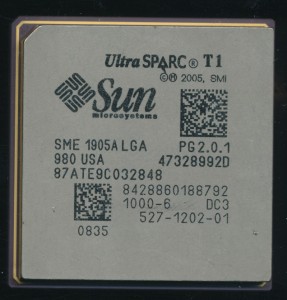 UltraSPARC® T1
©® 2005, SMI
Sun
microsystems
SME 1905A LGA PG2.0.1
980 USA 47328992D
87ATE9C032848
8428860188792
1000-6 DC3
527-1202-01
0835